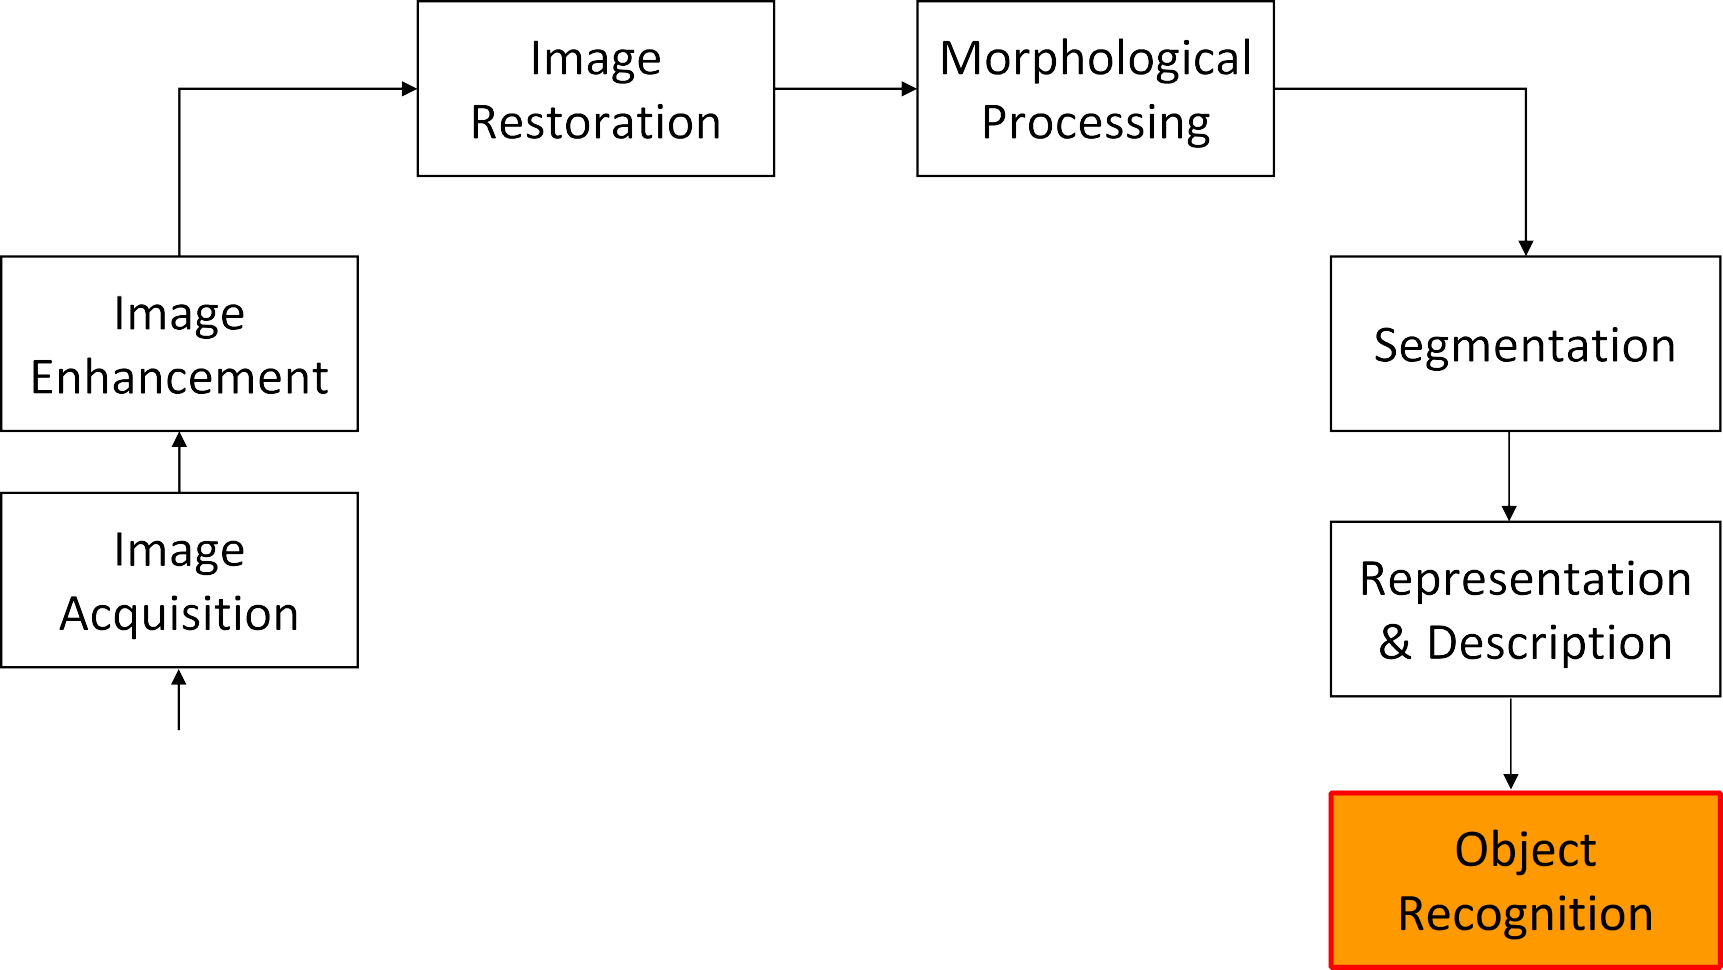 Image
Restoration
Morphological
Processing
Image
Enhancement
Segmentation
Image
Acquisition
Representation
& Description
Object
Recognition